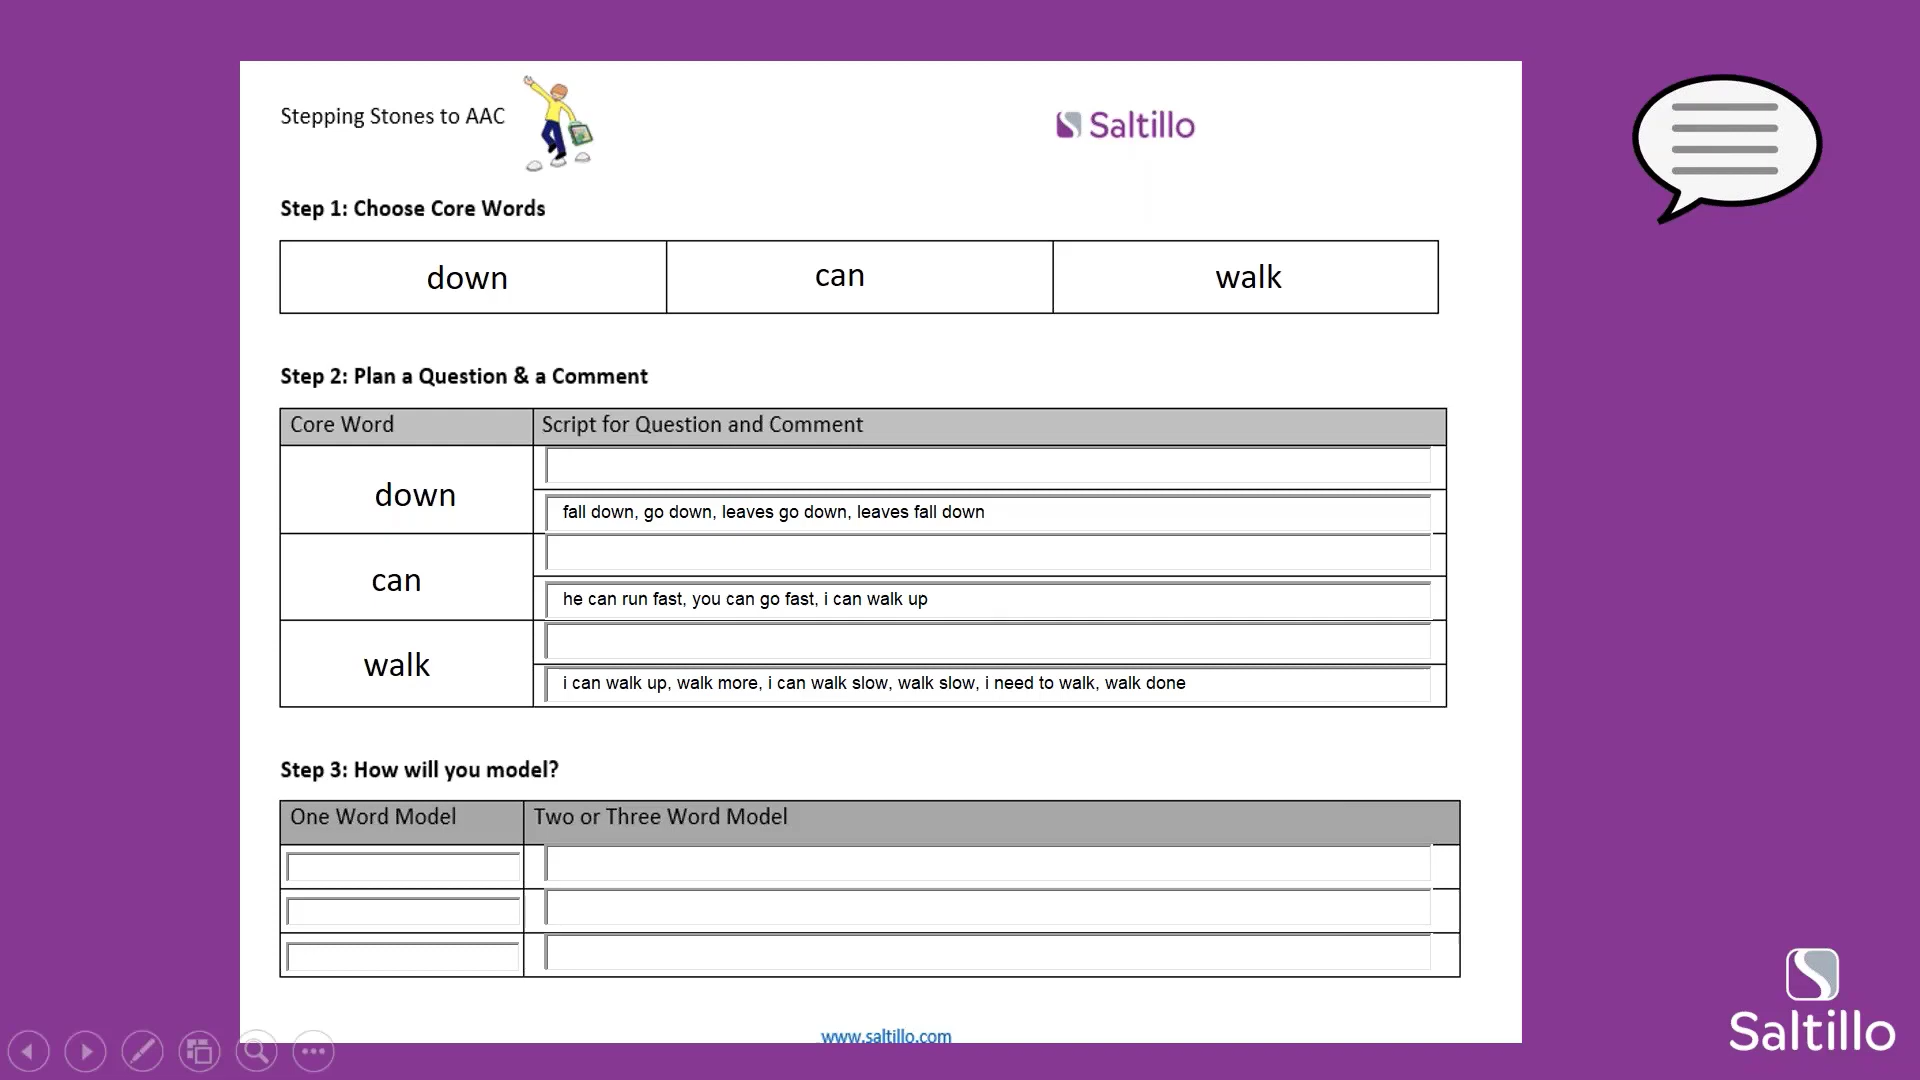 Stepping Stones to AAC
Saltillo
Step 1: Choose Core Words
down can walk
Step 2: Plan a Question & a Comment
Core Word Script for Question and Comment
down
fall down, go down, leaves go down, leaves fall down
can
he can run fast, you can go fast, i can walk up
walk
i can walk up, walk more, i can walk slow, walk slow, i need to walk, walk done
Step 3: How will you model?
One Word Model Two or Three Word Model
www.saltillo.com
Saltillo